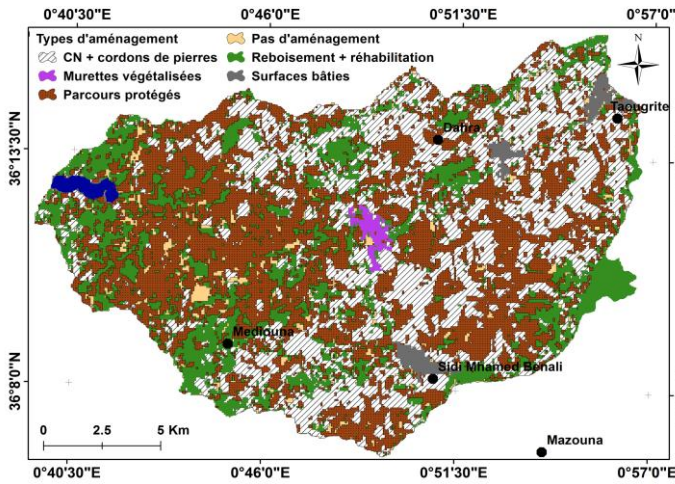 0°40'30"E 0°46'0"E 0°51'30"E 0°57'0"E
Types d'aménagement
CN + cordons de pierres
Murettes végétalisées
Parcours protégés
Pas d'aménagement
Reboisement + réhabilitation
Surfaces bâties
N
Taougrite
Dahra
36°13'30"N
Mediouna
Sidi Mhamed Benali
36°8'0"N
0 2.5 5 Km
Mazouna
0°40'30"E 0°46'0"E 0°51'30"E 0°57'0"E